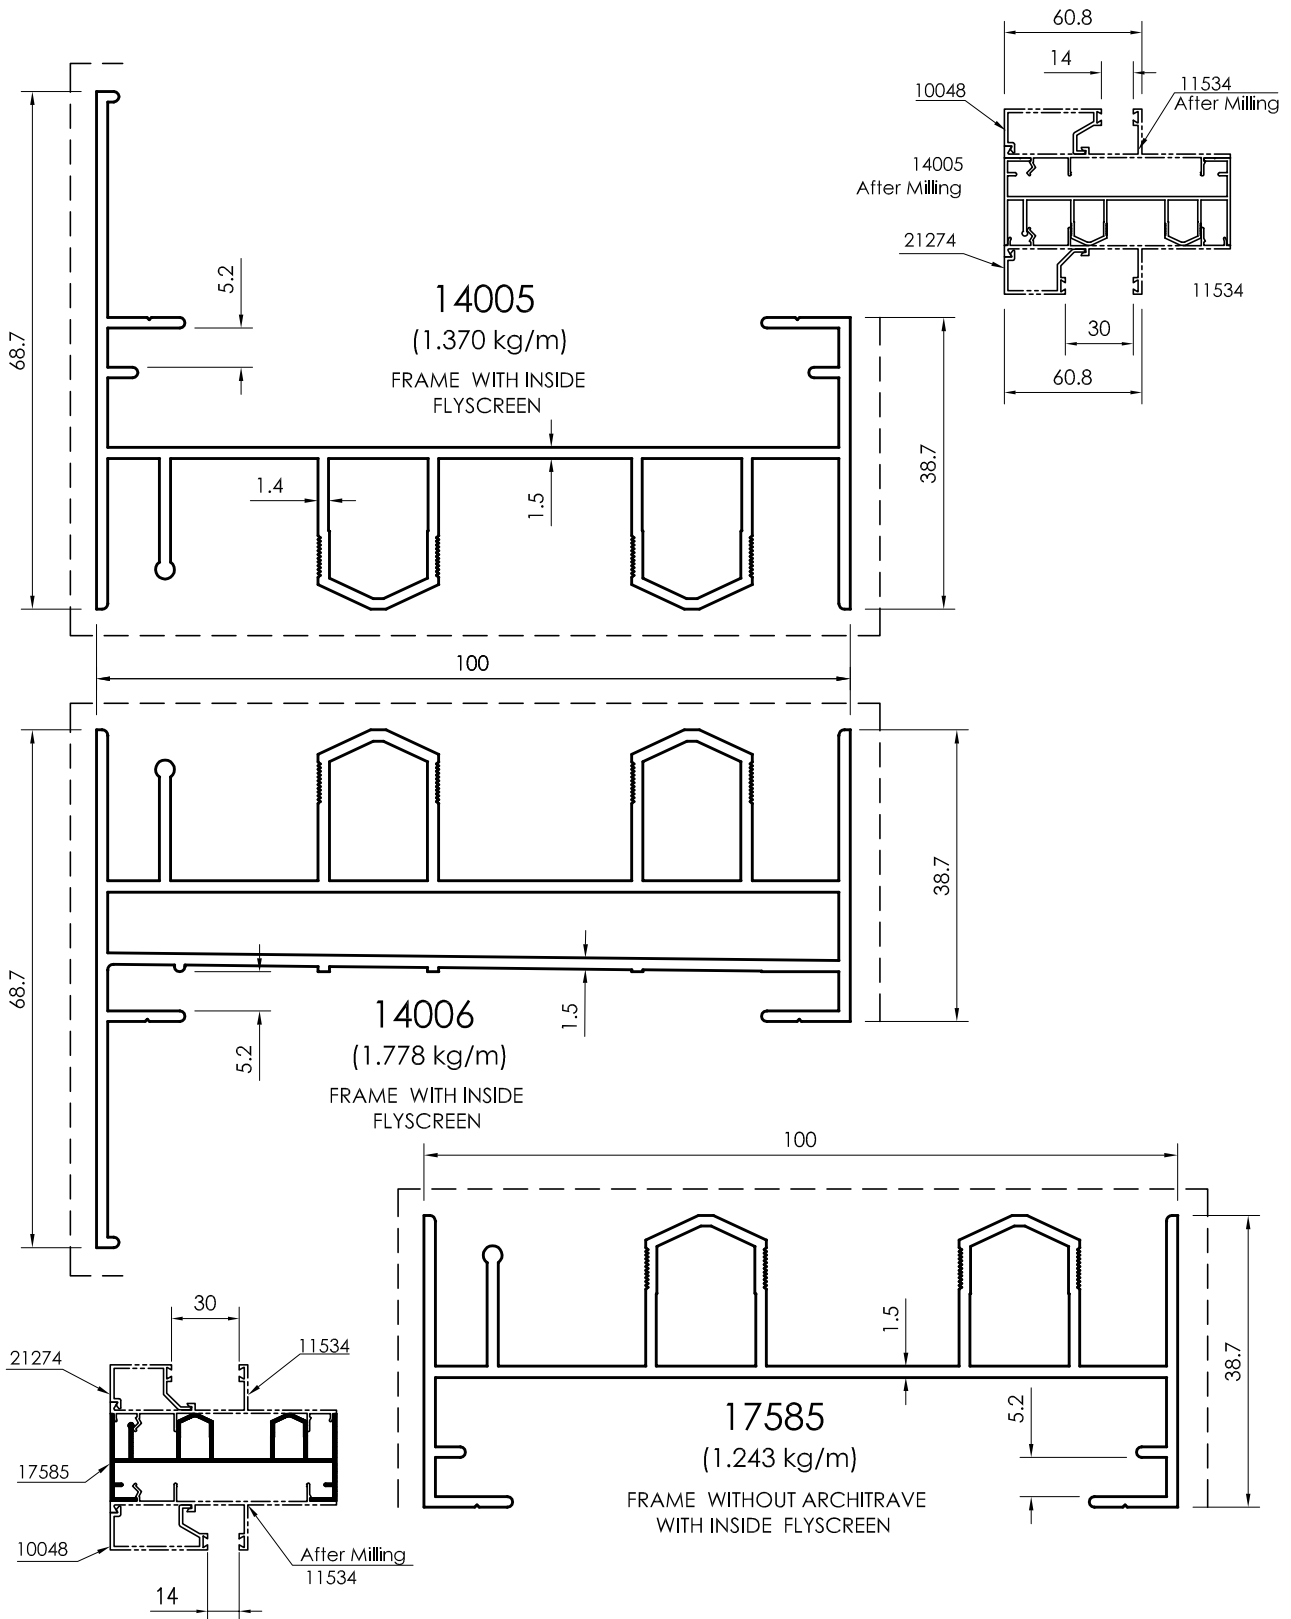 60.8
14
10048
11534
After Milling
14005
After Milling
21274
11534
30
60.8
68.7
5.2
14005
(1.370 kg/m)
FRAME WITH INSIDE
FLYSCREEN
1.4
1.5
38.7
100
68.7
38.7
14006
(1.778 kg/m)
FRAME WITH INSIDE
FLYSCREEN
5.2
1.5
100
30
21274
11534
17585
10048
After Milling
11534
14
1.5
5.2
38.7
17585
(1.243 kg/m)
FRAME WITHOUT ARCHITRAVE
WITH INSIDE FLYSCREEN